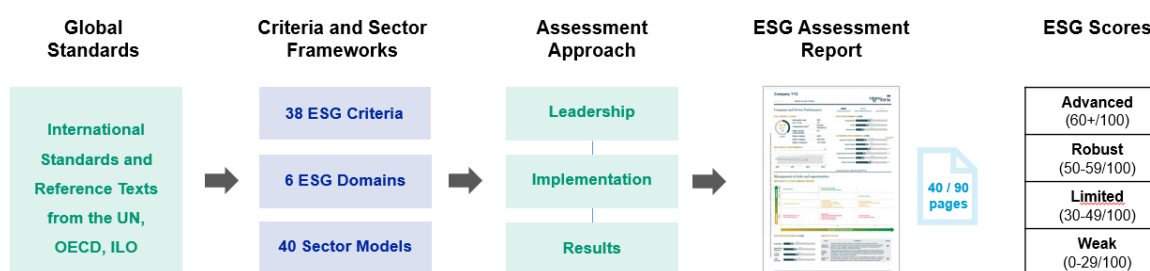 Global
Standards
International
Standards and
Reference Texts
from the UN,
OECD, ILO
Criteria and Sector
Frameworks
38 ESG Criteria
6 ESG Domains
40 Sector Models
Assessment
Approach
Leadership
Implementation
Results
ESG Assessment
Report
Company XYZ
40 / 90
pages
ESG Scores
Advanced
(60+/100)
Robust
(50-59/100)
Limited
(30-49/100)
Weak
(0-29/100)